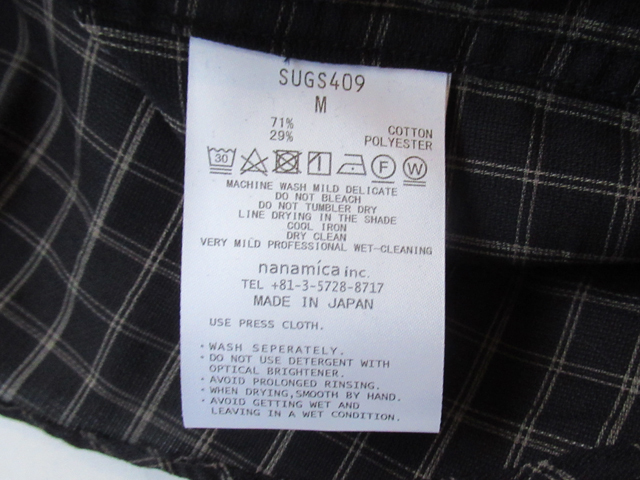 SUGS409
M
71% COTTON
29% POLYESTER
30 F W
MACHINE WASH MILD DELICATE
DO NOT BLEACH
DO NOT TUMBLER DRY
LINE DRYING IN THE SHADE
COOL IRON
DRY CLEAN
VERY MILD PROFESSIONAL WET-CLEANING
nanamica inc.
TEL +81-3-5728-8717
MADE IN JAPAN
USE PRESS CLOTH.
・WASH SEPERATELY.
・DO NOT USE DETERGENT WITH
OPTICAL BRIGHTENER.
・AVOID PROLONGED RINSING.
・WHEN DRYING,SMOOTH BY HAND.
・AVOID GETTING WET AND
LEAVING IN A WET CONDITION.